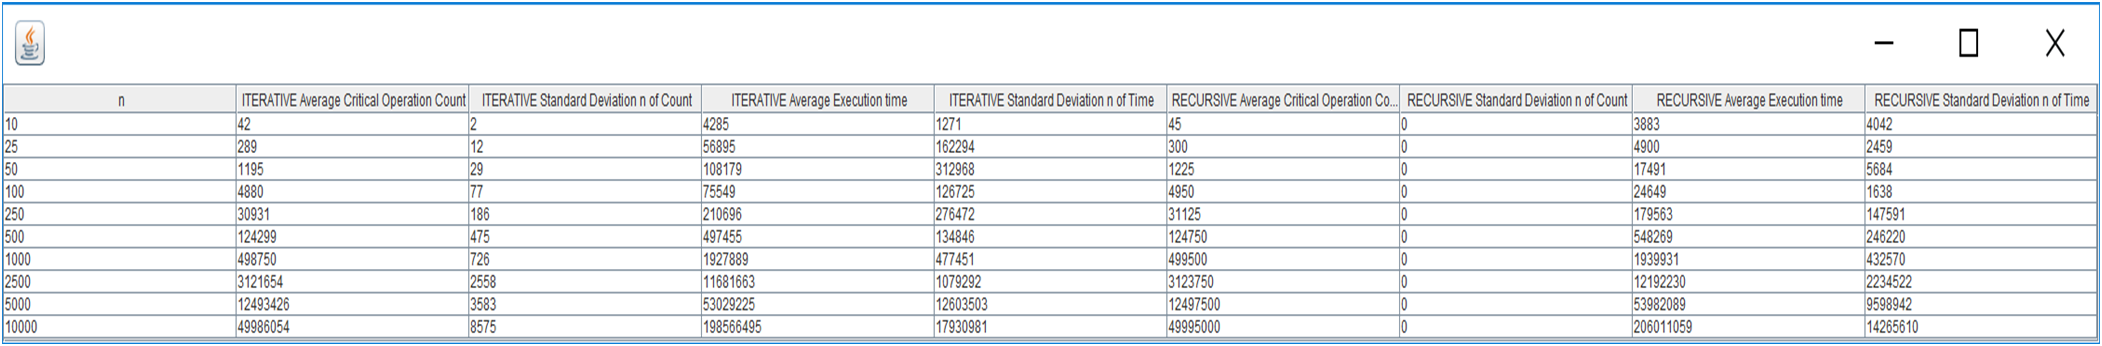 n ITERATIVE Average Critical Operation Count ITERATIVE Standard Deviation n of Count ITERATIVE Average Execution time ITERATIVE Standard Deviation n of Time RECURSIVE Average Critical Operation Co... RECURSIVE Standard Deviation n of Count RECURSIVE Average Execution time RECURSIVE Standard Deviation n of Time
10 42 2 4285 1271 45 0 3883 4042
25 289 12 56895 162294 300 0 4900 2459
50 1195 29 108179 312968 1225 0 17491 5684
100 4880 77 75549 126725 4950 0 24649 1638
250 30931 186 210696 276472 31125 0 179563 147591
500 124299 475 497455 134846 124750 0 548269 246220
1000 498750 726 1927889 477451 499500 0 1939931 432570
2500 3121654 2558 11681663 1079292 3123750 0 12192230 2234522
5000 12493426 3583 53029225 12603503 12497500 0 53982089 9598942
10000 49986054 8575 198566495 17930981 49995000 0 206011059 14265610